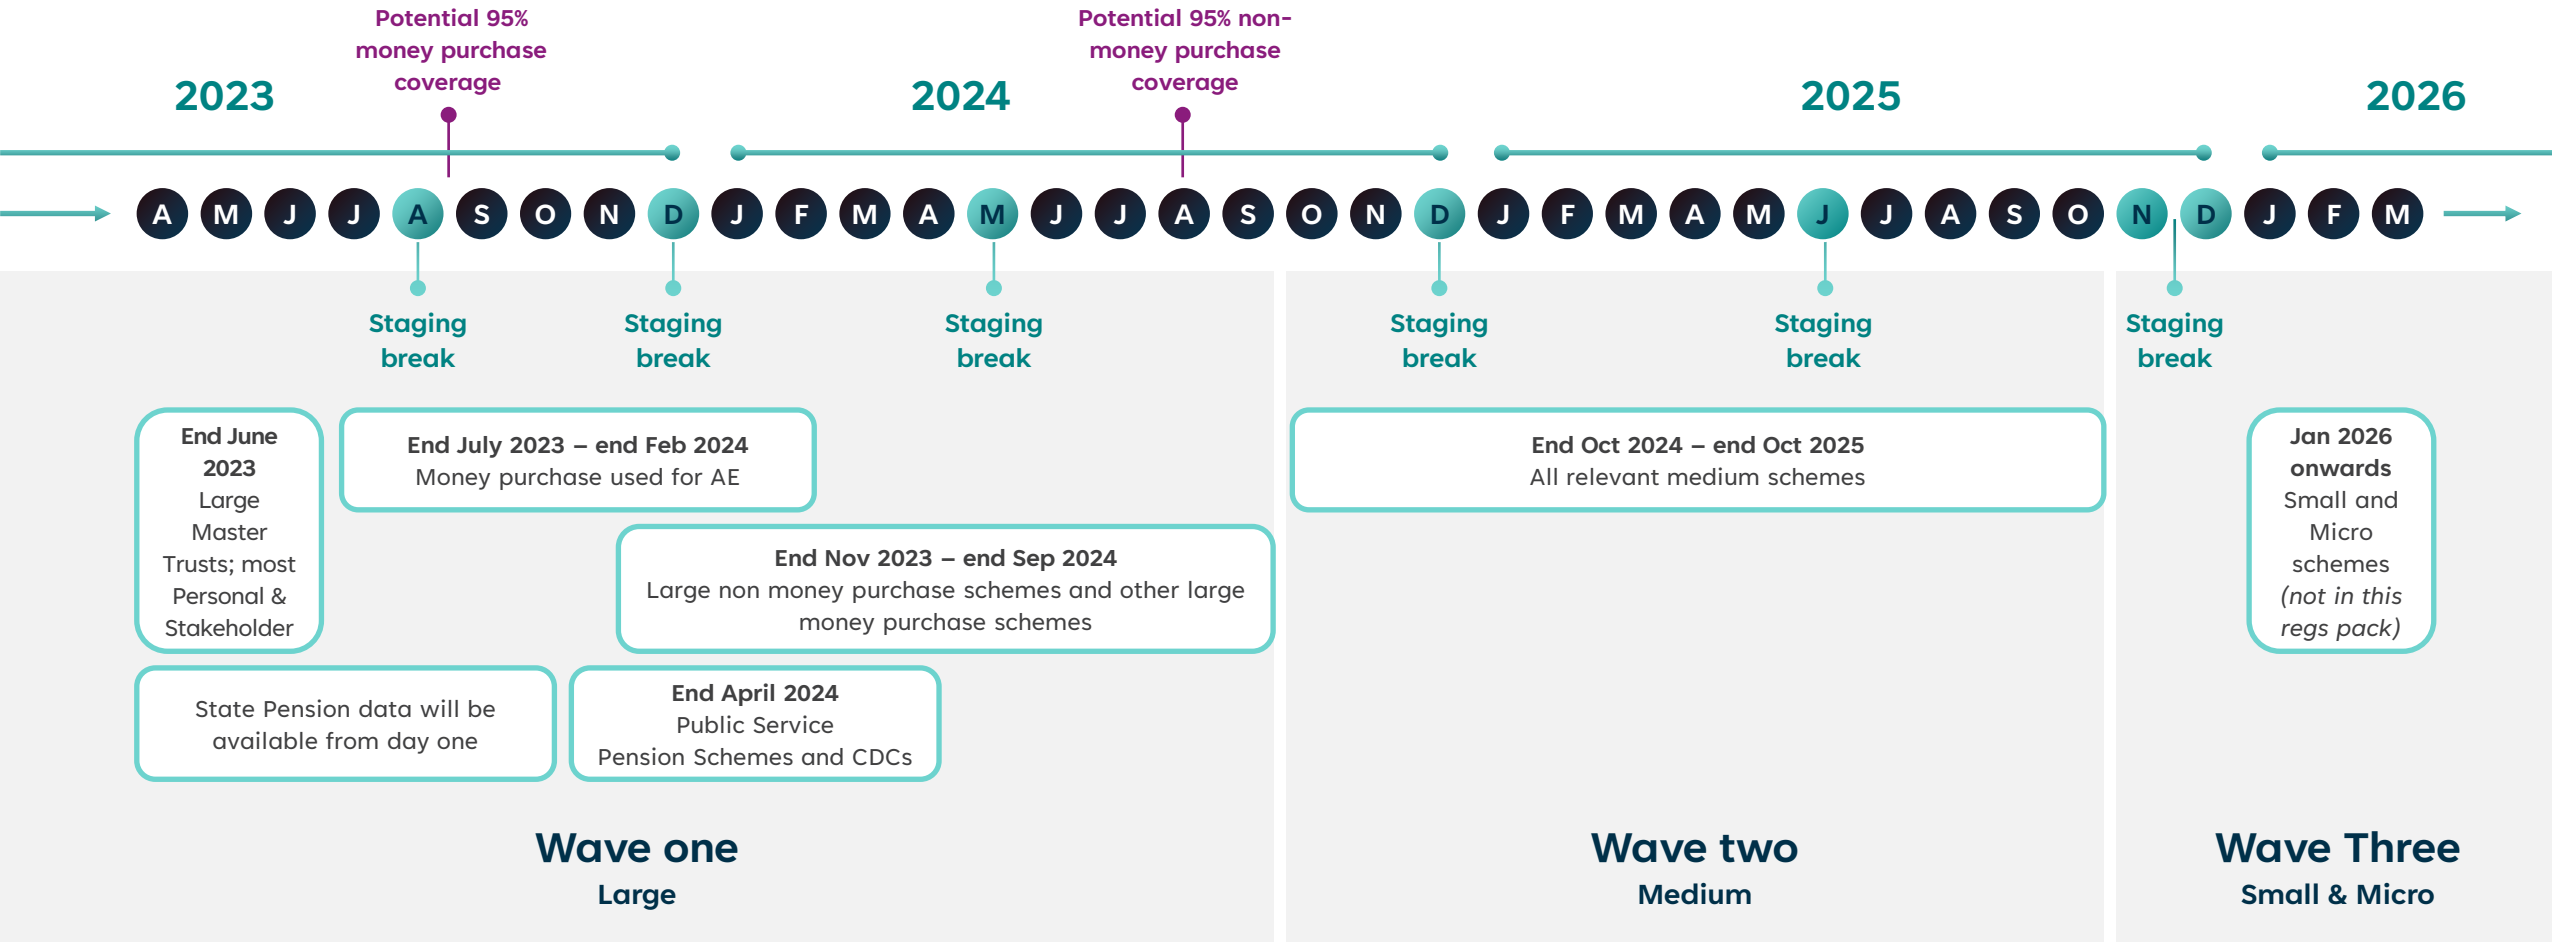 Potential 95%
money purchase
coverage
Potential 95% non-
money purchase
coverage
2023
2024
2025
2026
A M J J A S O N D J F M A M J J A S O N D J F M A M J J A S O N D J F M
Staging
break
Staging
break
Staging
break
Staging
break
Staging
break
Staging
break
End June
2023
Large
Master
Trusts; most
Personal &
Stakeholder
End July 2023 – end Feb 2024
Money purchase used for AE
End Nov 2023 – end Sep 2024
Large non money purchase schemes and other large
money purchase schemes
State Pension data will be
available from day one
End April 2024
Public Service
Pension Schemes and CDCs
End Oct 2024 – end Oct 2025
All relevant medium schemes
Jan 2026
onwards
Small and
Micro
schemes
(not in this
regs pack)
Wave one
Large
Wave two
Medium
Wave Three
Small & Micro